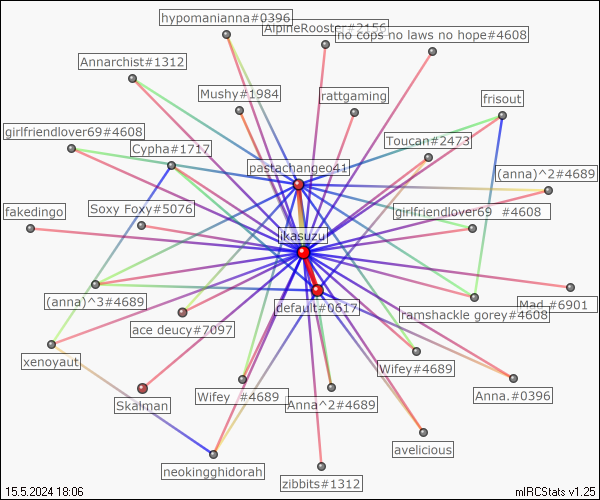 hypomanianna#0396
AlpineRooster#2156
no cops no laws no hope#4608
Annarchist#1312
Mushy#1984
rattgaming
frisout
girlfriendlover69#4608
Cypha#1717
Toucan#2473
pastachangeo41
(anna)^2#4689
fakedingo
Soxy Foxy#5076
girlfriendlover69 #4608
ikasuzu
(anna)^3#4689
default#0617
Mad #6901
ramshackle gorey#4608
ace deucy#7097
xenoyaut
Wifey#4689
Skalman
Wifey #4689
Anna^2#4689
Anna.#0396
avelicious
neokingghidorah
zibbits#1312
15.5.2024 18:06
mIRCStats v1.25